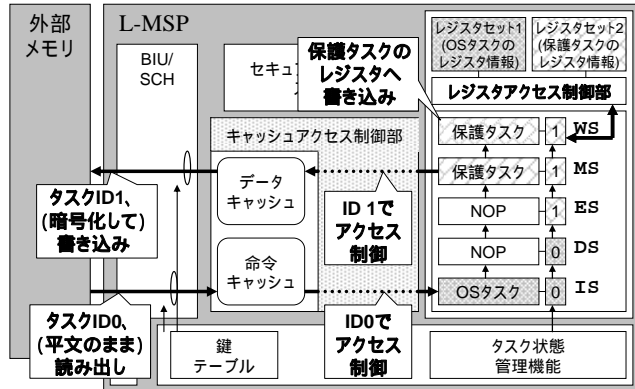 外部
メモリ
L-MSP
BIU/
SCH
セキュ
保護タスクの
レジスタへ
書き込み
レジスタセット1
(OSタスクの
レジスタ情報)
レジスタセット2
(保護タスクの
レジスタ情報)
レジスタアクセス制御部
キャッシュアクセス制御部
保護タスク
1
WS
データ
キャッシュ
保護タスク
1
MS
タスクID1、
(暗号化して)
書き込み
ID 1で
アクセス
制御
NOP
1
ES
NOP
0
DS
命令
キャッシュ
OSタスク
0
IS
タスクID0、
(平文のまま)
読み出し
ID0で
アクセス
制御
鍵
テーブル
タスク状態
管理機能